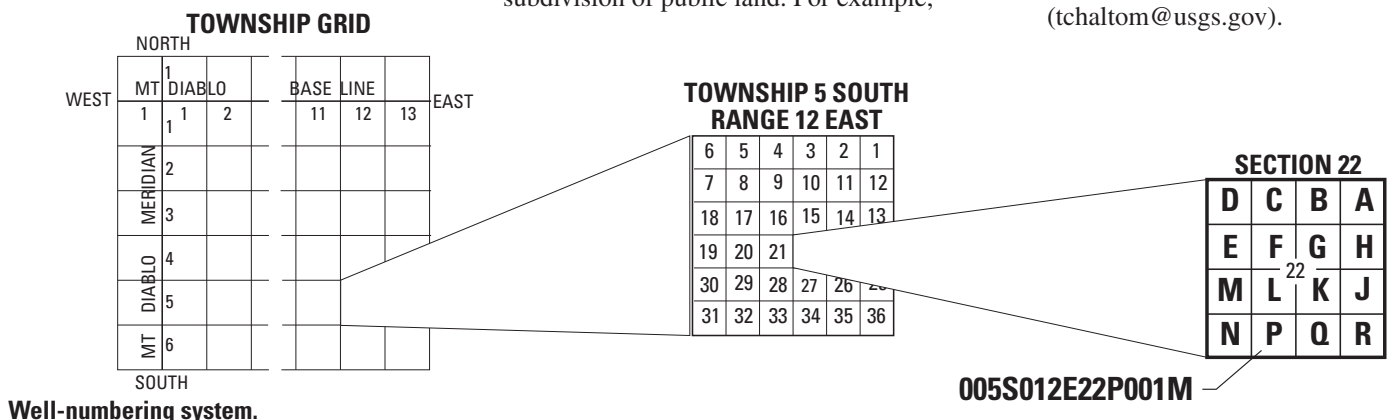 subdivision of public land. For example,
(tchaltom@usgs.gov).
TOWNSHIP GRID
NORTH
WEST
EAST
1
MT DIABLO BASE LINE
1 1 2 11 12 13
1
2
3
4
5
6
MT DIABLO MERIDIAN
SOUTH
Well-numbering system.
TOWNSHIP 5 SOUTH
RANGE 12 EAST
6 5 4 3 2 1
7 8 9 10 11 12
18 17 16 15 14 13
19 20 21
30 29 28 27 26
31 32 33 34 35 36
SECTION 22
D C B A
E F G H
22
M L K J
N P Q R
005S012E22P001M